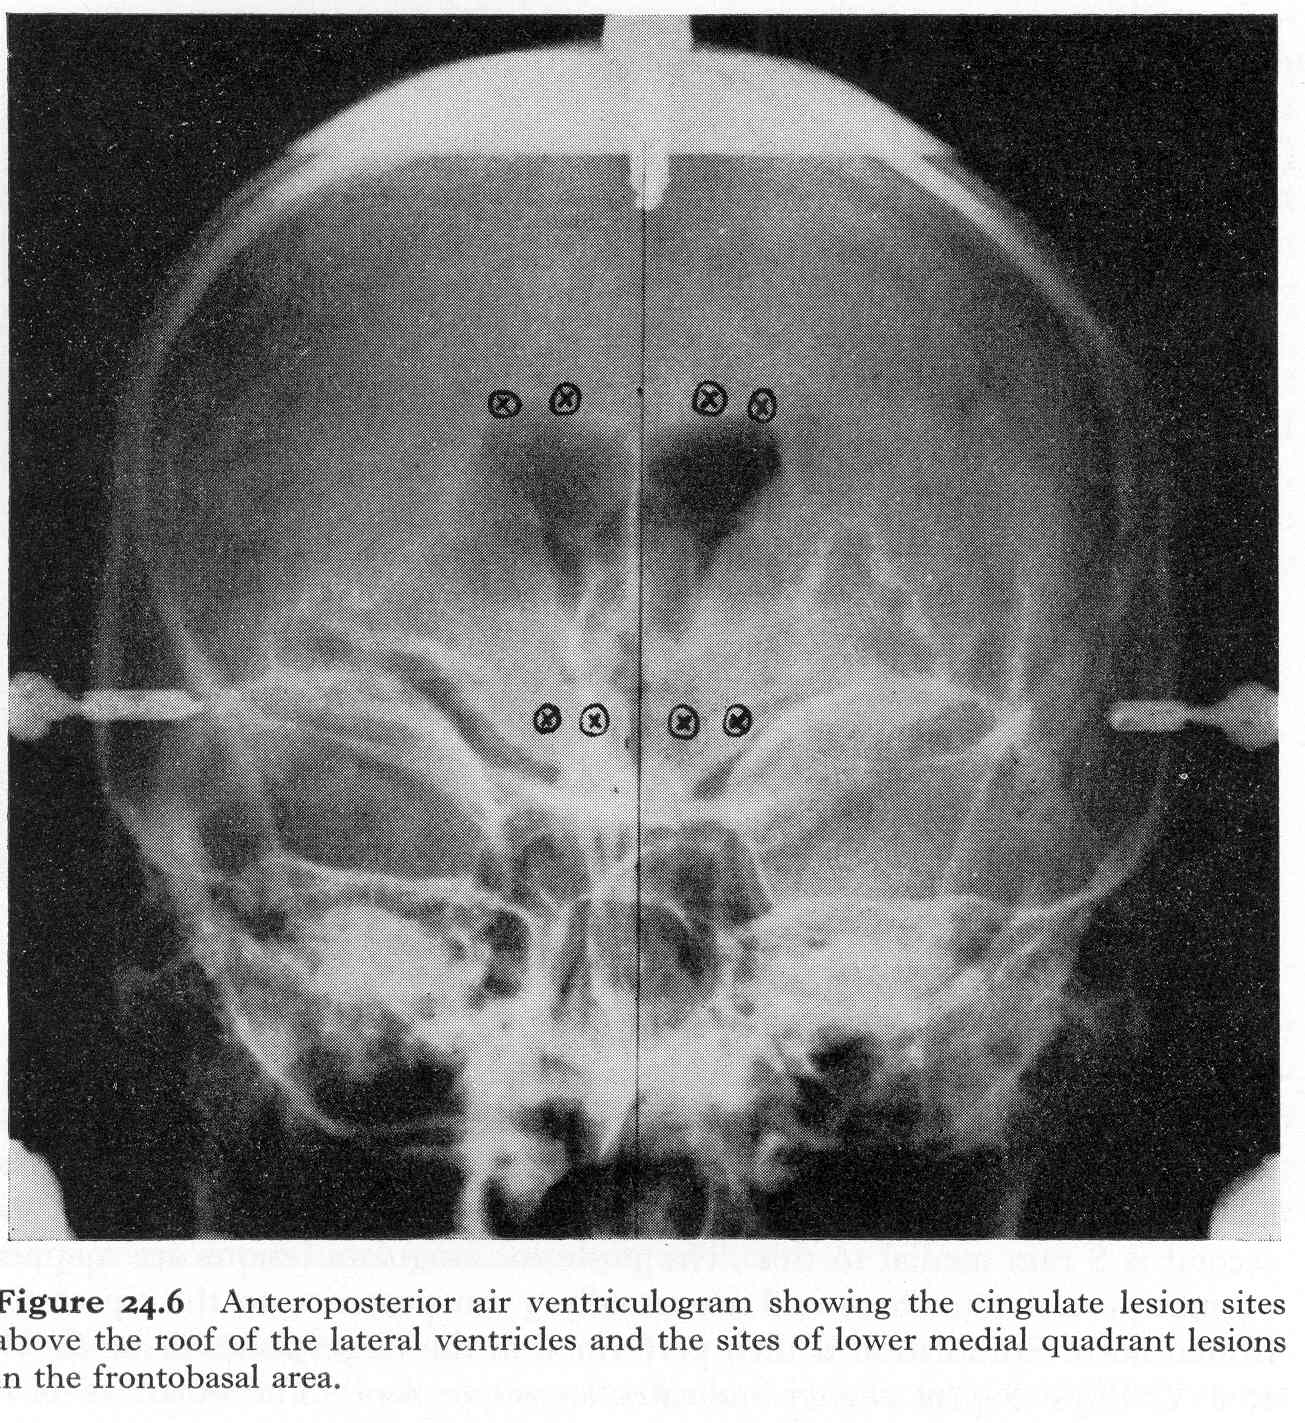 Figure 24.6 Anteroposterior air ventriculogram showing the cingulate lesion sites
above the roof of the lateral ventricles and the sites of lower medial quadrant lesions
in the frontobasal area.